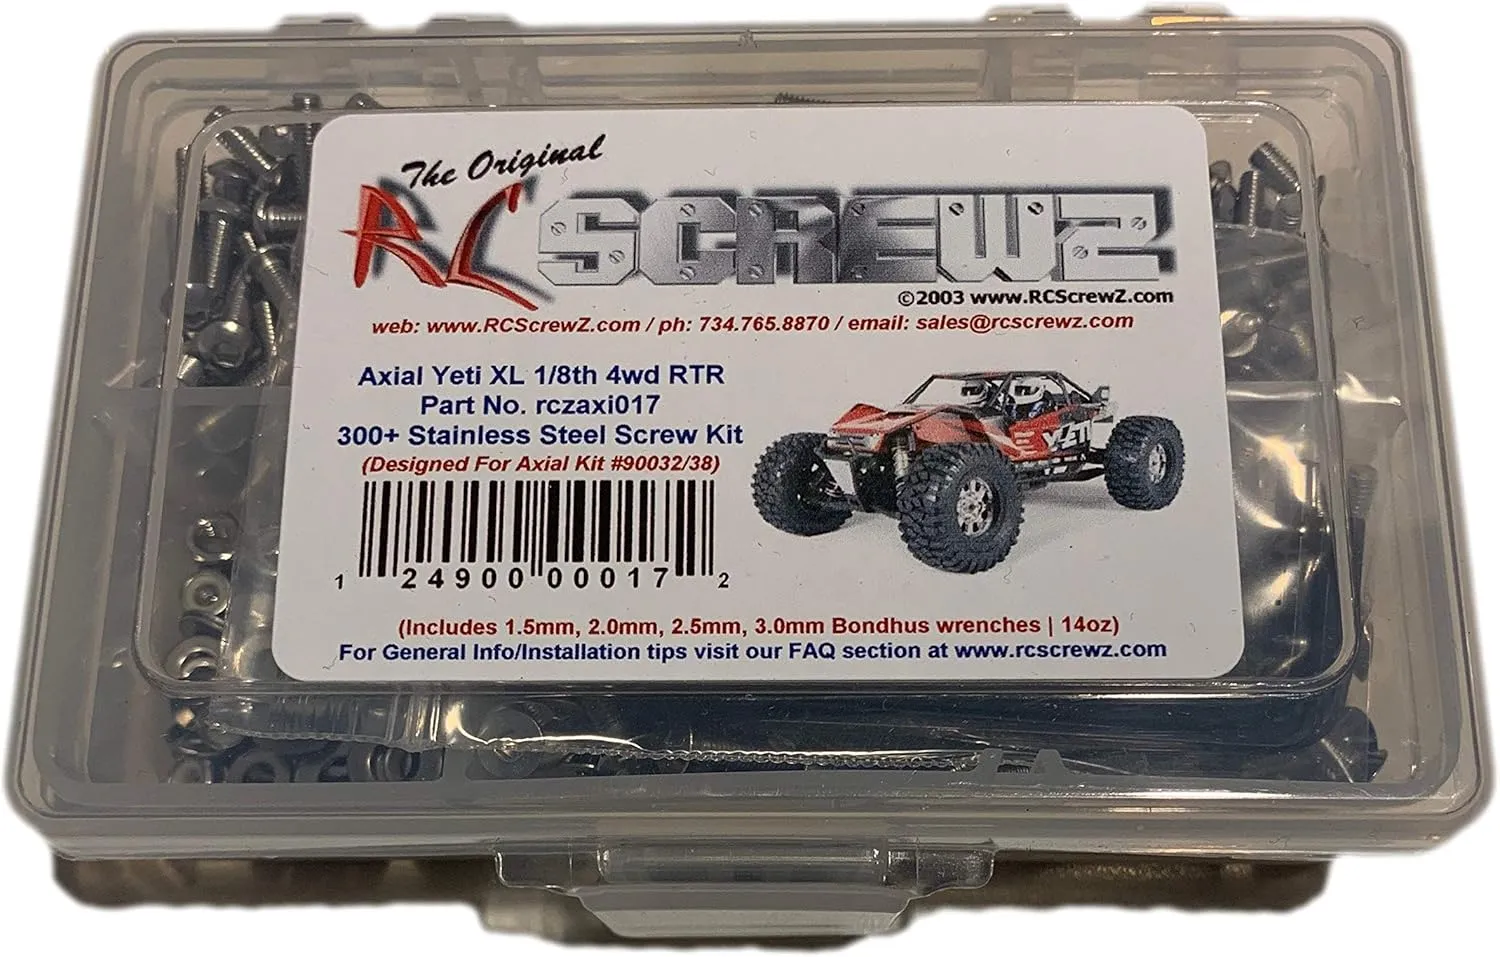 The Original
RC SCREWZ
©2003 www.RCScrewZ.com
web: www.RCScrewZ.com / ph: 734.765.8870 / email: sales@rcscrewz.com
Axial Yeti XL 1/8th 4wd RTR
Part No. rczaxi017
300+ Stainless Steel Screw Kit
(Designed For Axial Kit #90032/38)
YETI
1 24900 00017 2
(Includes 1.5mm, 2.0mm, 2.5mm, 3.0mm Bondhus wrenches | 14oz)
For General Info/Installation tips visit our FAQ section at www.rcscrewz.com